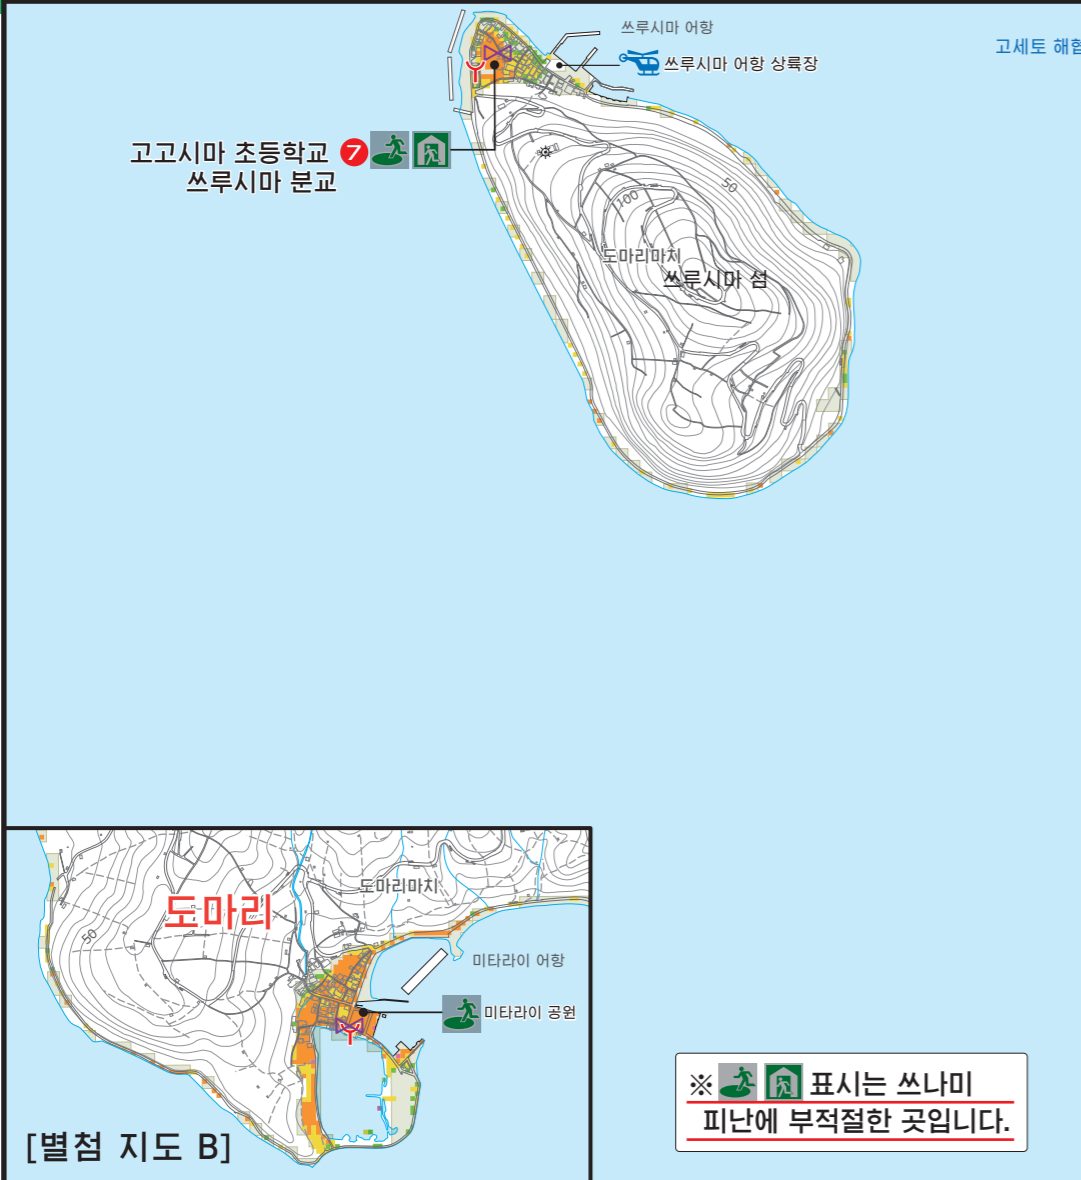 쓰루시마 어항
고세토 해협
쓰루시마 어항 상륙장
고고시마 초등학교 7
쓰루시마 분교
50
100
도마리마치
쓰루시마 섬
도마리마치
도마리
50
미타라이 어항
미타라이 공원
※ 표시는 쓰나미
피난에 부적절한 곳입니다.
[별첨 지도 B]